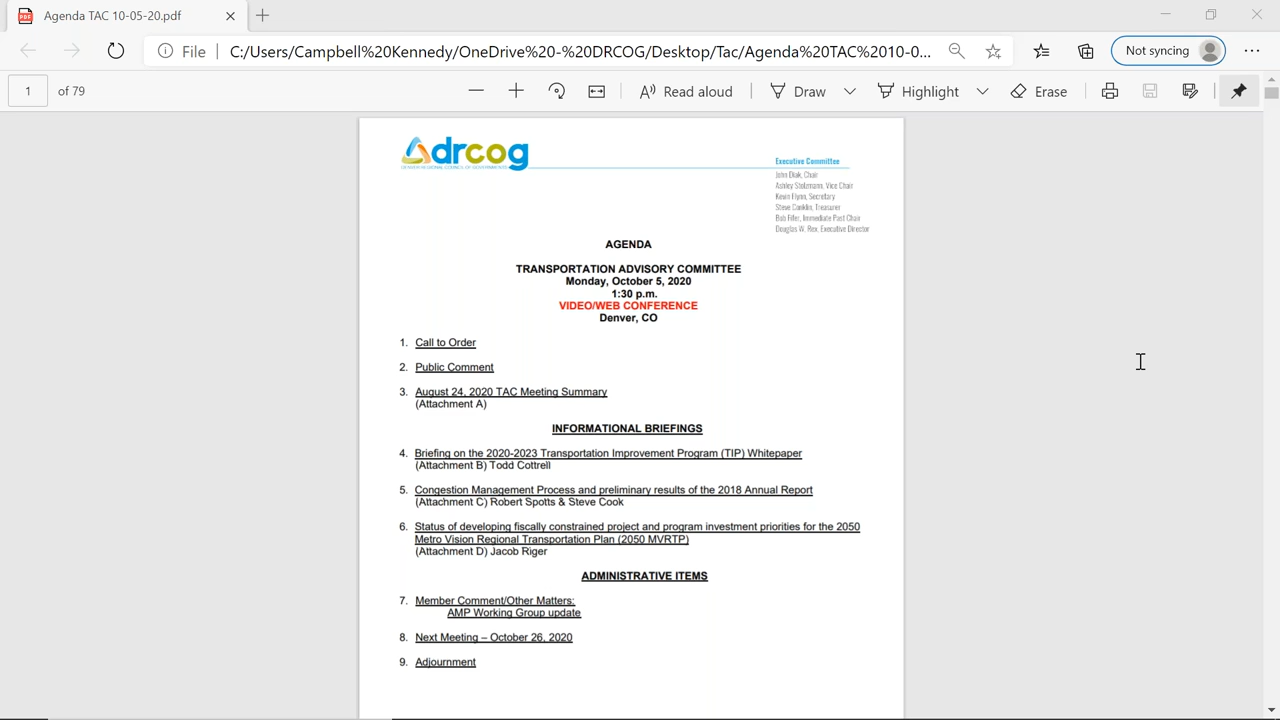 Agenda TAC 10-05-20.pdf
File
C:/Users/Campbell%20Kennedy/OneDrive%20-%20DRCOG/Desktop/Tac/Agenda%20TAC%2010-0...
Not syncing
1 of 79
Read aloud
Draw
Highlight
Erase
drcog
DENVER REGIONAL COUNCIL OF GOVERNMENTS
Executive Committee
John Diak, Chair
Ashley Stolzmann, Vice Chair
Kevin Flynn, Secretary
Steve Conklin, Treasurer
Bob Fifer, Immediate Past Chair
Douglas W. Rex, Executive Director
AGENDA
TRANSPORTATION ADVISORY COMMITTEE
Monday, October 5, 2020
1:30 p.m.
VIDEO/WEB CONFERENCE
Denver, CO
1. Call to Order
2. Public Comment
3. August 24, 2020 TAC Meeting Summary
(Attachment A)
INFORMATIONAL BRIEFINGS
4. Briefing on the 2020-2023 Transportation Improvement Program (TIP) Whitepaper
(Attachment B) Todd Cottrell
5. Congestion Management Process and preliminary results of the 2018 Annual Report
(Attachment C) Robert Spotts & Steve Cook
6. Status of developing fiscally constrained project and program investment priorities for the 2050
Metro Vision Regional Transportation Plan (2050 MVRTP)
(Attachment D) Jacob Riger
ADMINISTRATIVE ITEMS
7. Member Comment/Other Matters:
AMP Working Group update
8. Next Meeting – October 26, 2020
9. Adjournment